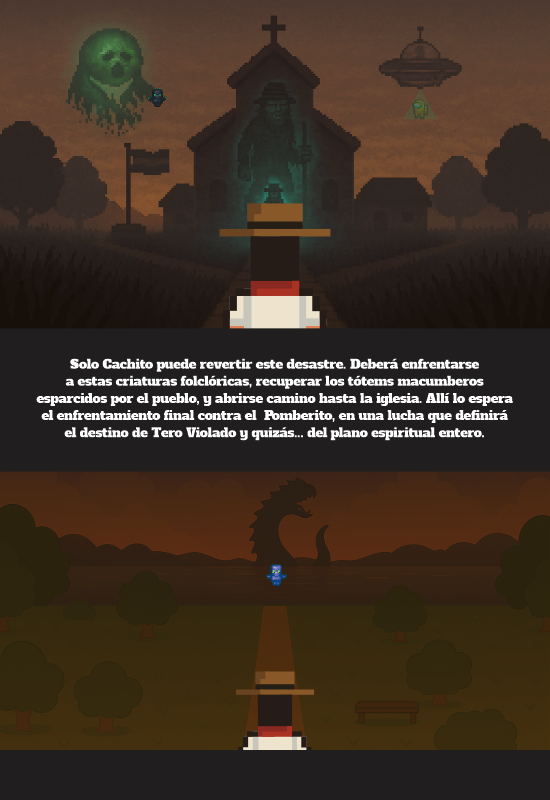 Solo Cachito puede revertir este desastre. Deberá enfrentarse
a estas criaturas folclóricas, recuperar los tótems macumberos
esparcidos por el pueblo, y abrirse camino hasta la iglesia. Allí lo espera
el enfrentamiento final contra el  Pomberito, en una lucha que definirá
el destino de Tero Violado y quizás... del plano espiritual entero.